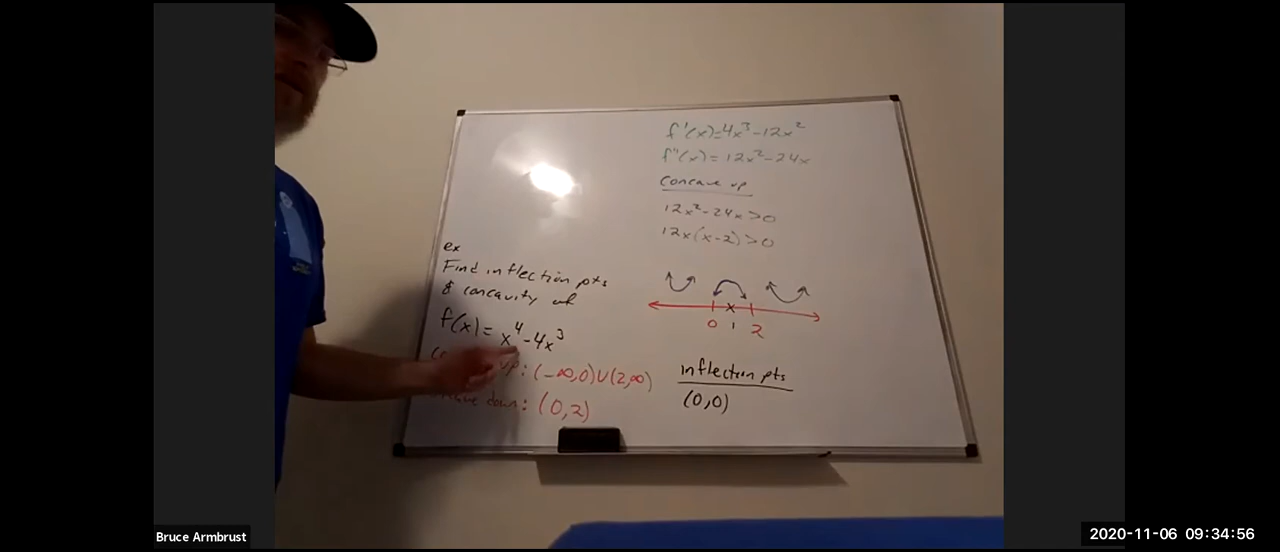 f'(x)=4x³-12x²
f"(x)=12x²-24x
Concave up
12x²-24x>0
12x(x-2)>0
ex
Find inflection pts
& concavity of
f(x)=x⁴-4x³
up: (-∞,0)∪(2,∞)
down: (0,2)
0 1 2
inflection pts
(0,0)
Bruce Armbrust
2020-11-06 09:34:56